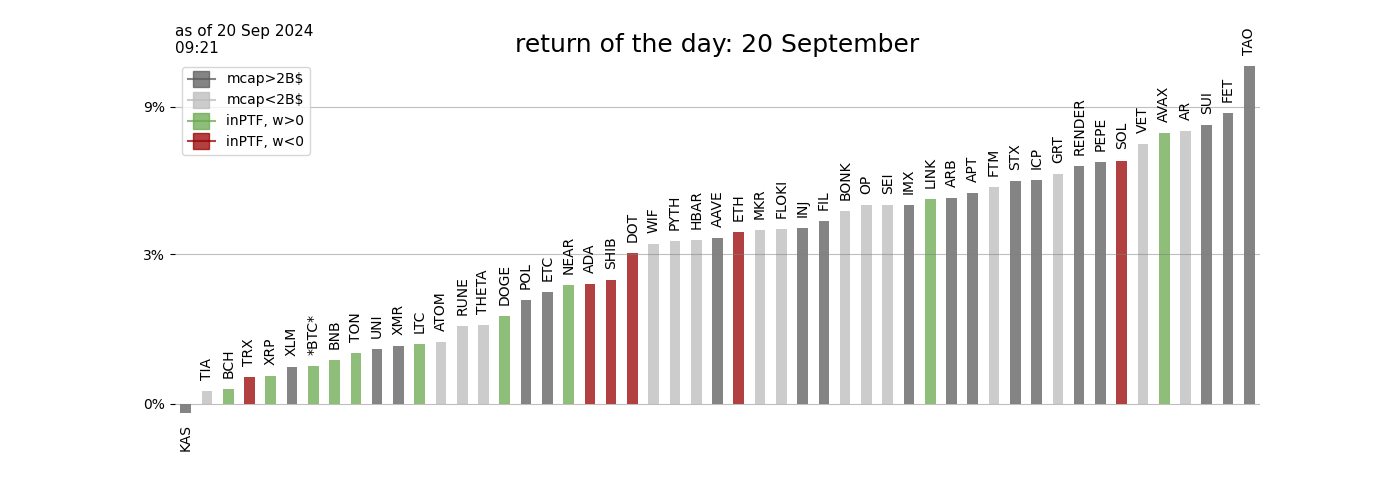 as of 20 Sep 2024
09:21
return of the day: 20 September
mcap>2B$
mcap<2B$
inPTF, w>0
inPTF, w<0
9%
3%
0%
KAS
TIA
BCH
TRX
XRP
XLM
*BTC*
BNB
TON
UNI
XMR
LTC
ATOM
RUNE
THETA
DOGE
POL
ETC
NEAR
ADA
SHIB
DOT
WIF
PYTH
HBAR
AAVE
ETH
MKR
FLOKI
INJ
FIL
BONK
OP
SEI
IMX
LINK
ARB
APT
FTM
STX
ICP
GRT
RENDER
PEPE
SOL
VET
AVAX
AR
SUI
FET
TAO